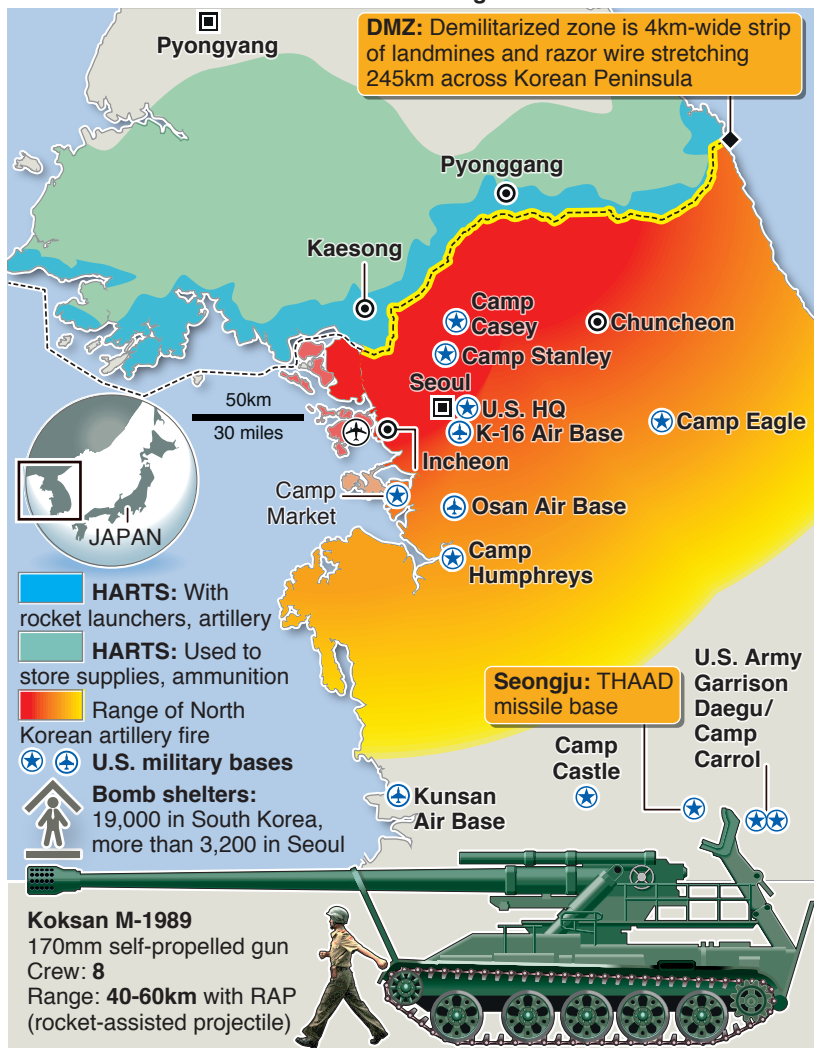 Pyongyang
DMZ: Demilitarized zone is 4km-wide strip
of landmines and razor wire stretching
245km across Korean Peninsula
Pyonggang
Kaesong
Camp
Casey
Chuncheon
Camp Stanley
Seoul
U.S. HQ
K-16 Air Base
Camp Eagle
50km
30 miles
Incheon
Camp
Market
Osan Air Base
JAPAN
Camp
Humphreys
HARTS: With
rocket launchers, artillery
HARTS: Used to
store supplies, ammunition
Range of North
Korean artillery fire
U.S. military bases
Bomb shelters:
19,000 in South Korea,
more than 3,200 in Seoul
Seongju: THAAD
missile base
U.S. Army
Garrison
Daegu/
Camp
Carrol
Camp
Castle
Kunsan
Air Base
Koksan M-1989
170mm self-propelled gun
Crew: 8
Range: 40-60km with RAP
(rocket-assisted projectile)